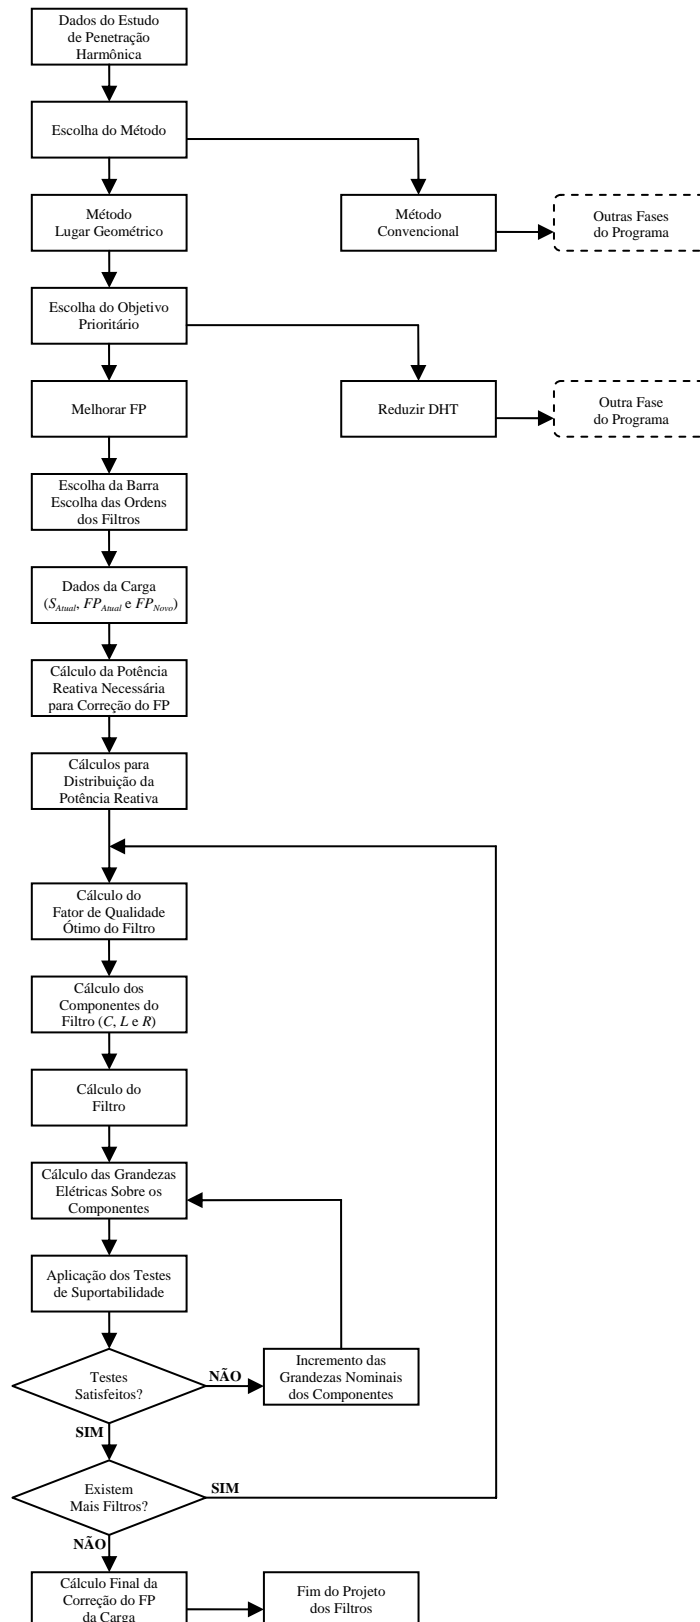 Dados do Estudo
de Penetração
Harmônica
Escolha do Método
Método
Lugar Geométrico
Método
Convencional
Outras Fases
do Programa
Escolha do Objetivo
Prioritário
Melhorar FP
Reduzir DHT
Outra Fase
do Programa
Escolha da Barra
Escolha das Ordens
dos Filtros
Dados da Carga
(S_Atual, FP_Atual e FP_Novo)
Cálculo da Potência
Reativa Necessária
para Correção do FP
Cálculos para
Distribuição da
Potência Reativa
Cálculo do
Fator de Qualidade
Ótimo do Filtro
Cálculo dos
Componentes do
Filtro (C, L e R)
Cálculo do
Filtro
Cálculo das Grandezas
Elétricas Sobre os
Componentes
Aplicação dos Testes
de Suportabilidade
Testes
Satisfeitos?
NÃO
Incremento das
Grandezas Nominais
dos Componentes
SIM
Existem
Mais Filtros?
SIM
NÃO
Cálculo Final da
Correção do FP
da Carga
Fim do Projeto
dos Filtros